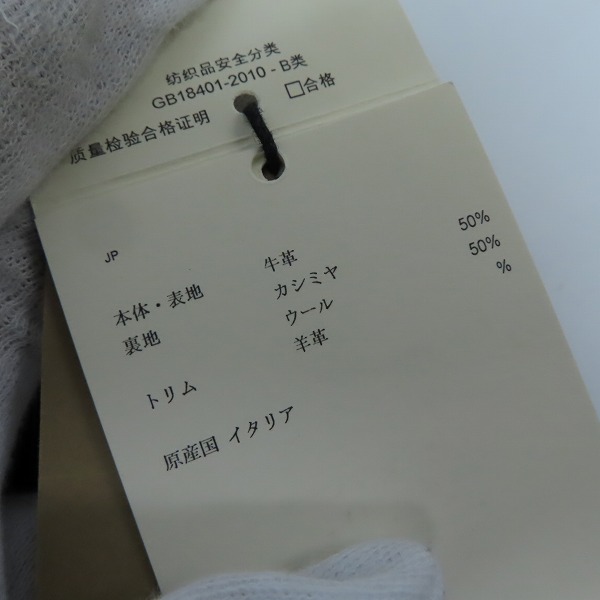 纺织品安全分类
GB18401-2010 - B类
质量检验合格证明 □合格
JP
本体・表地 牛革
裏地 カシミヤ 50%
ウール 50%
トリム 羊革 %
原産国 イタリア